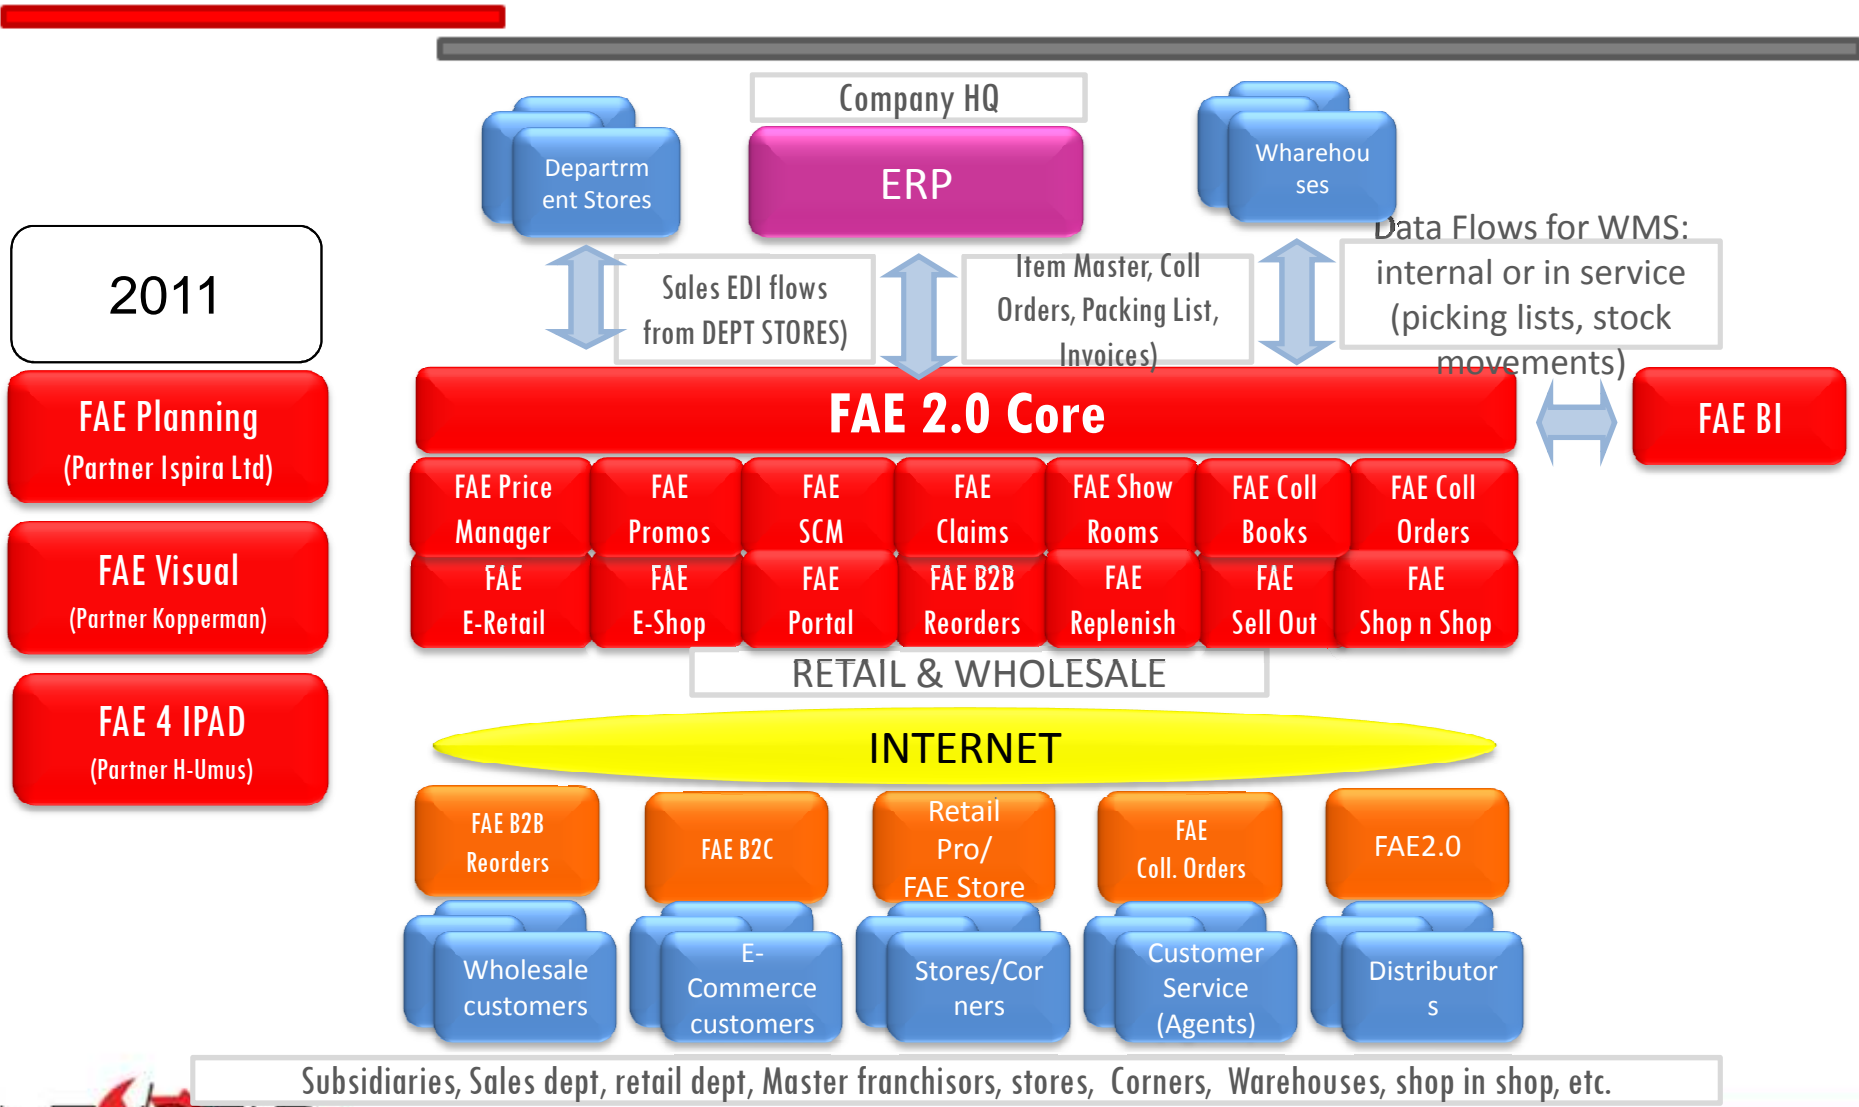 Company HQ
Departrm
ent Stores
ERP
Wharehou
ses
2011
Sales EDI flows
from DEPT STORES)
Item Master, Coll
Orders, Packing List,
Invoices)
Data Flows for WMS:
internal or in service
(picking lists, stock
movements)
FAE Planning
(Partner Ispira Ltd)
FAE Visual
(Partner Kopperman)
FAE 4 IPAD
(Partner H-Umus)
FAE 2.0 Core
FAE BI
FAE Price
Manager
FAE
Promos
FAE
SCM
FAE
Claims
FAE Show
Rooms
FAE Coll
Books
FAE Coll
Orders
FAE
E-Retail
FAE
E-Shop
FAE
Portal
FAE B2B
Reorders
FAE
Replenish
FAE
Sell Out
FAE
Shop n Shop
RETAIL & WHOLESALE
INTERNET
FAE B2B
Reorders
FAE B2C
Retail
Pro/
FAE Store
FAE
Coll. Orders
FAE2.0
Wholesale
customers
E-
Commerce
customers
Stores/Cor
ners
Customer
Service
(Agents)
Distributor
s
Subsidiaries, Sales dept, retail dept, Master franchisors, stores, Corners, Warehouses, shop in shop, etc.